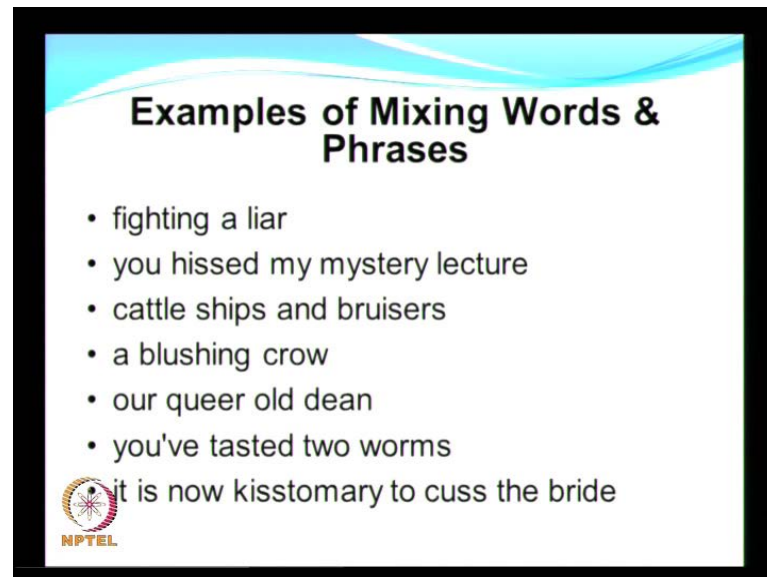 Examples of Mixing Words &
Phrases
• fighting a liar
• you hissed my mystery lecture
• cattle ships and bruisers
• a blushing crow
• our queer old dean
• you've tasted two worms
• it is now kisstomary to cuss the bride
NPTEL